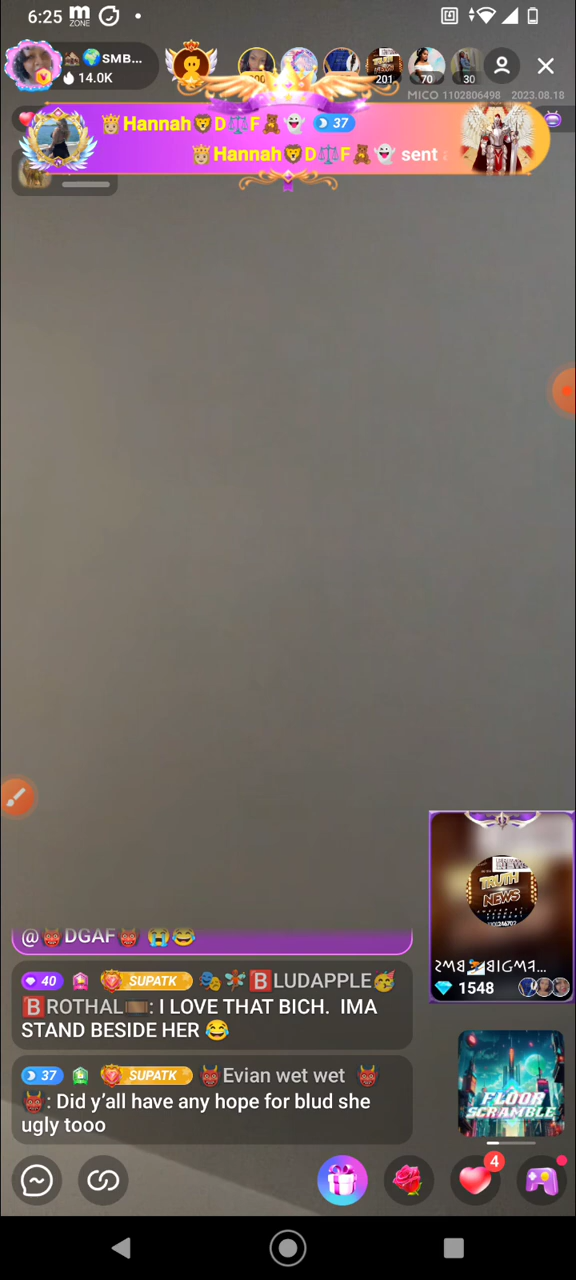 6:25 m ZONE
SMB...
14.0K
201 70 30
MICO 1102806498 2023.08.18
Hannah🦁D⚖️F🧸👻 37
Hannah🦁D⚖️F🧸👻 sent
@👹DGAF👹 😭😂
40 SUPATK 🎭🧚🅱️LUDAPPLE🥳
🅱️ROTHAL: I LOVE THAT BICH. IMA
STAND BESIDE HER 😂
37 SUPATK 👹Evian wet wet 👹
👹: Did y’all have any hope for blud she
ugly tooo
TRUTH
NEWS
1548
FLOOR
SCRAMBLE
4